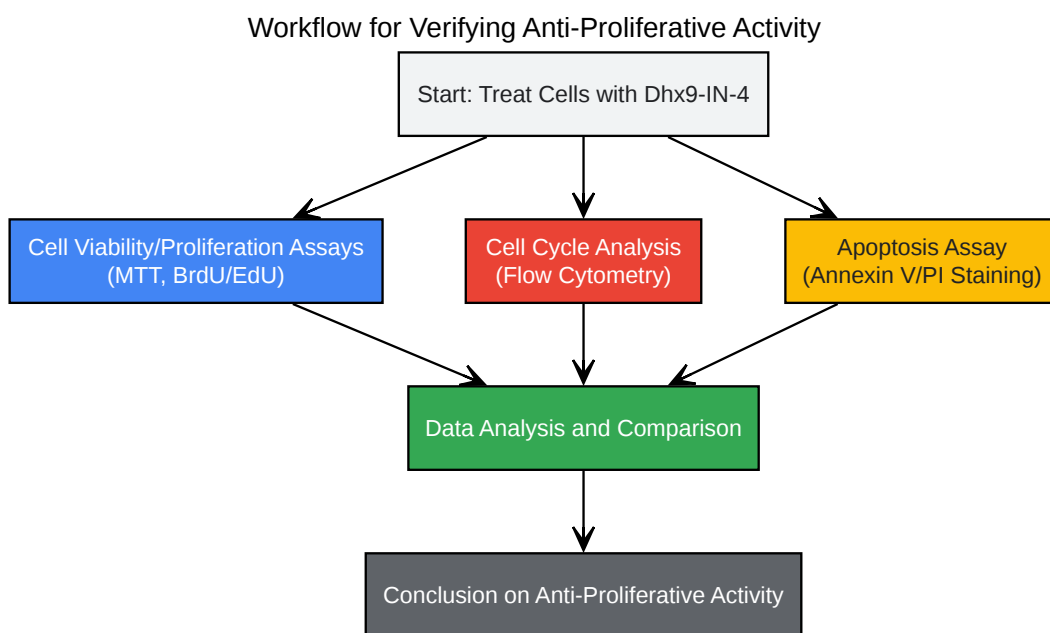 Workflow for Verifying Anti-Proliferative Activity
Start: Treat Cells with Dhx9-IN-4
Cell Viability/Proliferation Assays
(MTT, BrdU/EdU)
Cell Cycle Analysis
(Flow Cytometry)
Apoptosis Assay
(Annexin V/PI Staining)
Data Analysis and Comparison
Conclusion on Anti-Proliferative Activity